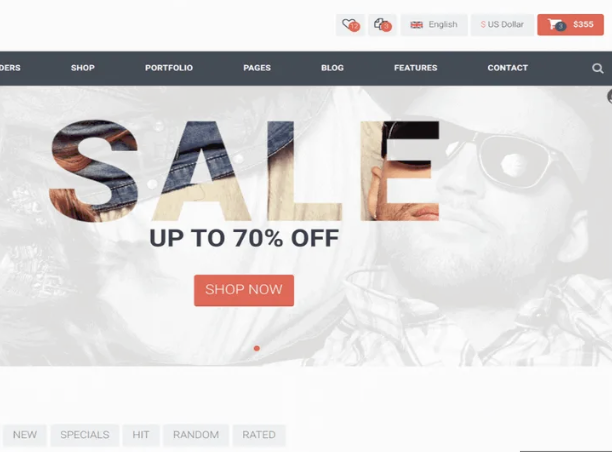 English $ US Dollar $355
DERS SHOP PORTFOLIO PAGES BLOG FEATURES CONTACT
SALE
UP TO 70% OFF
SHOP NOW
NEW SPECIALS HIT RANDOM RATED